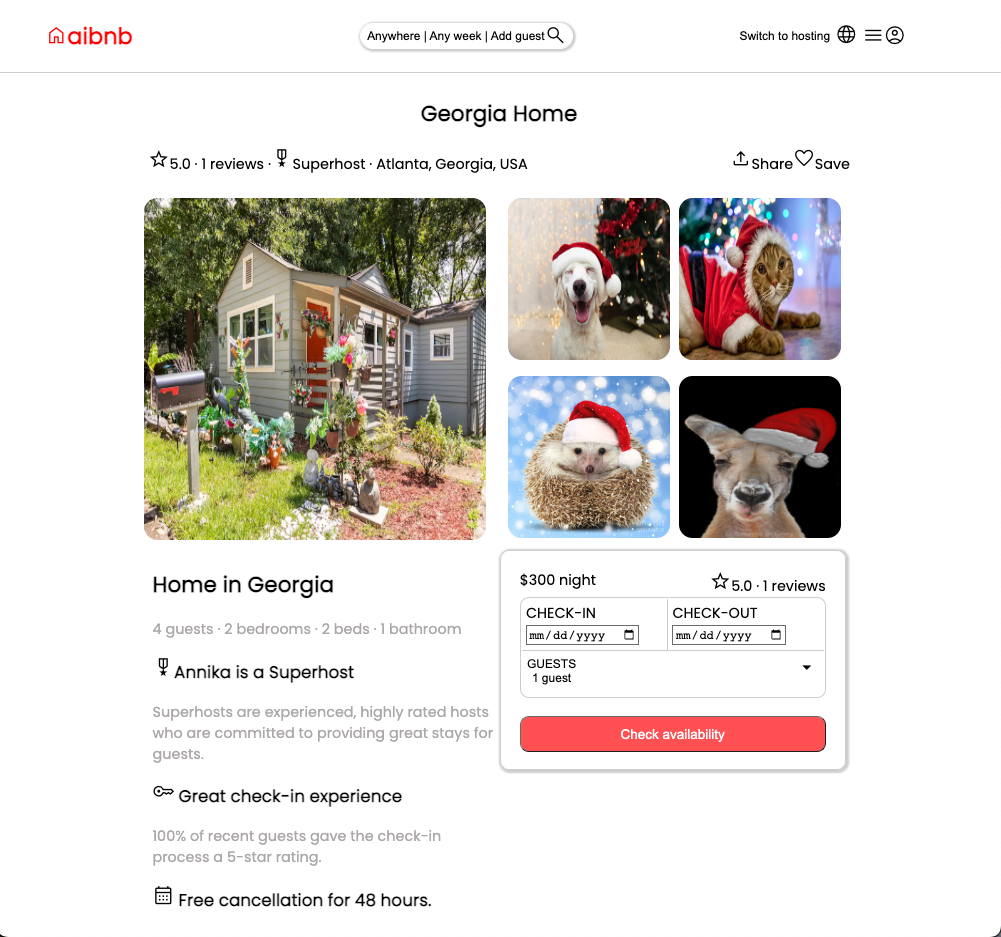 aibnb
Anywhere | Any week | Add guest
Switch to hosting
Georgia Home
5.0 · 1 reviews · Superhost · Atlanta, Georgia, USA
Share Save
Home in Georgia
4 guests · 2 bedrooms · 2 beds · 1 bathroom
Annika is a Superhost
Superhosts are experienced, highly rated hosts
who are committed to providing great stays for
guests.
Great check-in experience
100% of recent guests gave the check-in
process a 5-star rating.
Free cancellation for 48 hours.
$300 night
5.0 · 1 reviews
CHECK-IN CHECK-OUT
mm/dd/yyyy mm/dd/yyyy
GUESTS
1 guest
Check availability